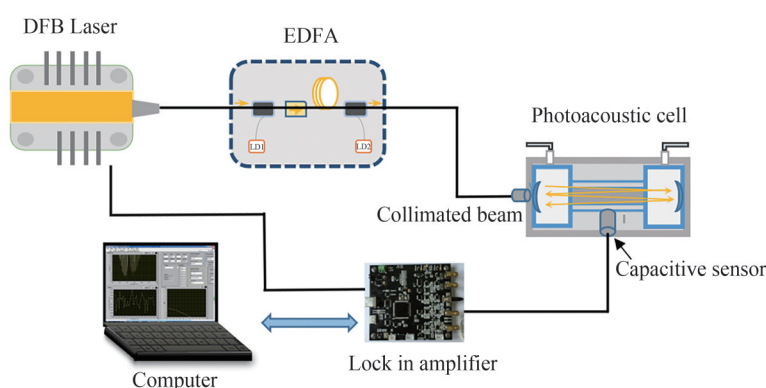 DFB Laser
EDFA
LD1
LD2
Photoacoustic cell
Collimated beam
Capacitive sensor
Lock in amplifier
Computer